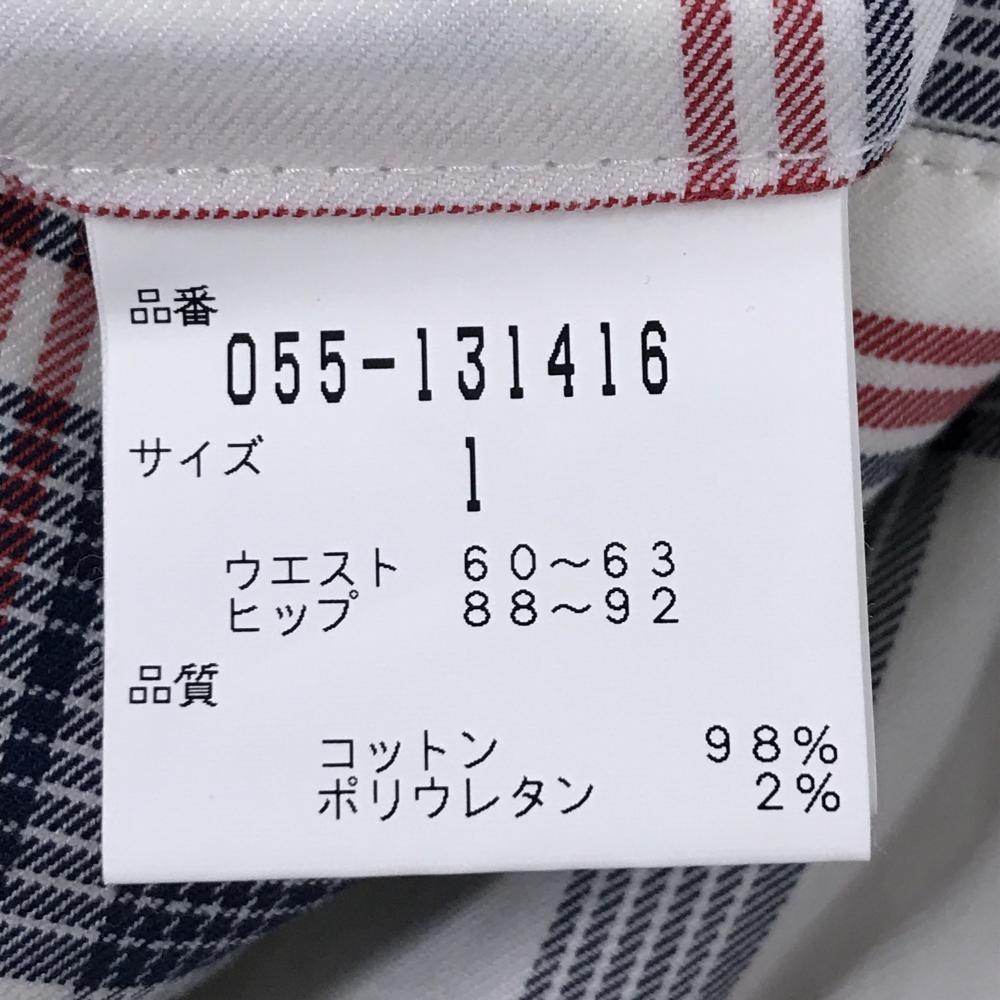 品番
055-131416
サイズ 1
ウエスト 60～63
ヒップ 88～92
品質
コットン 98%
ポリウレタン 2%